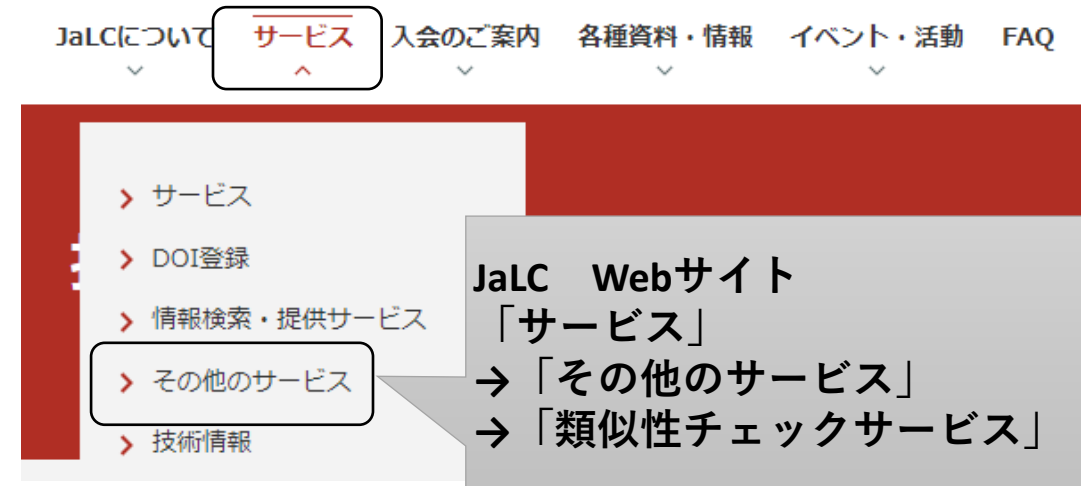 JaLCについて サービス 入会のご案内 各種資料・情報 イベント・活動 FAQ
サービス
DOI登録
情報検索・提供サービス
その他のサービス
技術情報
JaLC　Webサイト
「サービス」
→「その他のサービス」
→「類似性チェックサービス」